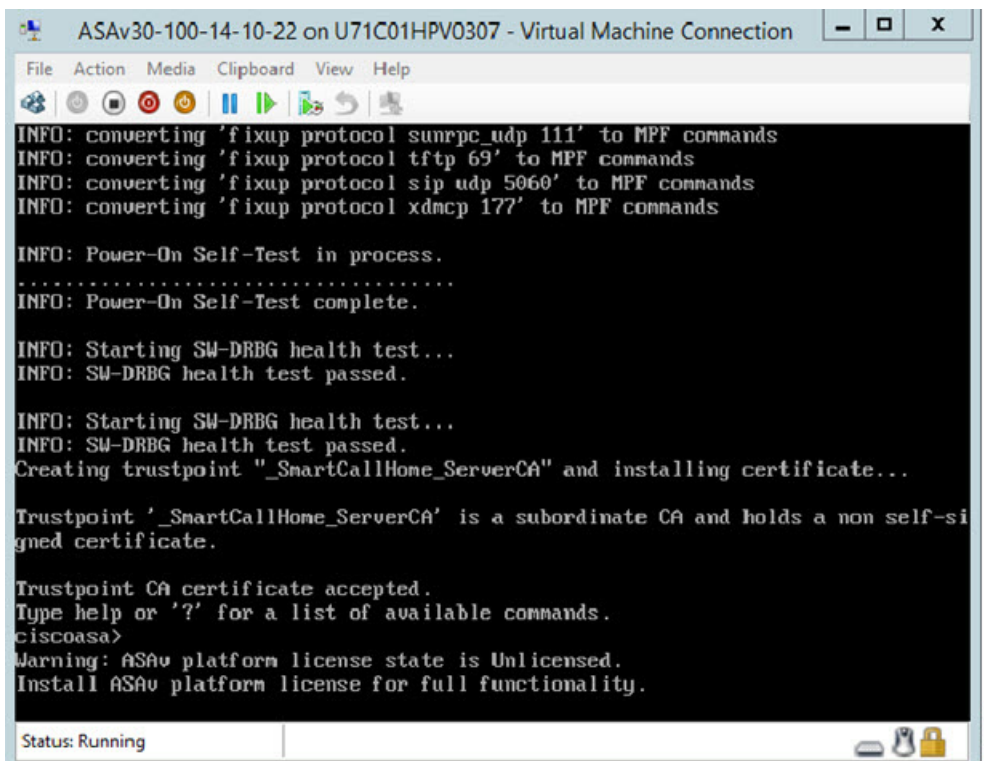 ASAv30-100-14-10-22 on U71C01HPV0307 - Virtual Machine Connection
File Action Media Clipboard View Help
INFO: converting 'fixup protocol sunrpc_udp 111' to MPF commands
INFO: converting 'fixup protocol tftp 69' to MPF commands
INFO: converting 'fixup protocol sip udp 5060' to MPF commands
INFO: converting 'fixup protocol xdmcp 177' to MPF commands
INFO: Power-On Self-Test in process.
.......................................
INFO: Power-On Self-Test complete.
INFO: Starting SW-DRBG health test...
INFO: SW-DRBG health test passed.
INFO: Starting SW-DRBG health test...
INFO: SW-DRBG health test passed.
Creating trustpoint "_SmartCallHome_ServerCA" and installing certificate...
Trustpoint '_SmartCallHome_ServerCA' is a subordinate CA and holds a non self-si
gned certificate.
Trustpoint CA certificate accepted.
Type help or '?' for a list of available commands.
ciscoasa>
Warning: ASAv platform license state is Unlicensed.
Install ASAv platform license for full functionality.
Status: Running